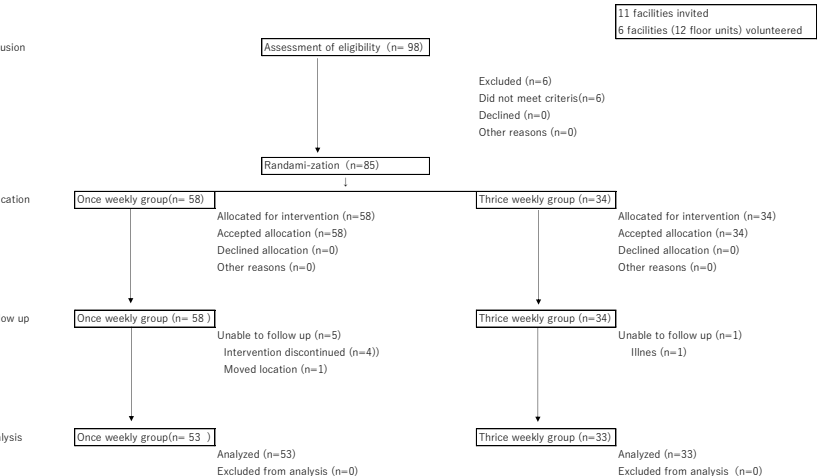 11 facilities invited
6 facilities (12 floor units) volunteered
usion
Assessment of eligibility (n= 98)
Excluded (n=6)
Did not meet criteris(n=6)
Declined (n=0)
Other reasons (n=0)
Randami-zation (n=85)
↓
cation
Once weekly group(n= 58)
Thrice weekly group(n=34)
Allocated for intervention (n=58)
Accepted allocation (n=58)
Declined allocation (n=0)
Other reasons (n=0)
Allocated for intervention (n=34)
Accepted allocation (n=34)
Declined allocation (n=0)
Other reasons (n=0)
ow up
Once weekly group (n= 58 )
Thrice weekly group (n=34)
Unable to follow up (n=5)
Intervention discontinued (n=4))
Moved location (n=1)
Unable to follow up (n=1)
Illnes (n=1)
lysis
Once weekly group(n= 53 )
Thrice weekly group (n=33)
Analyzed (n=53)
Excluded from analysis (n=0)
Analyzed (n=33)
Excluded from analysis (n=0)